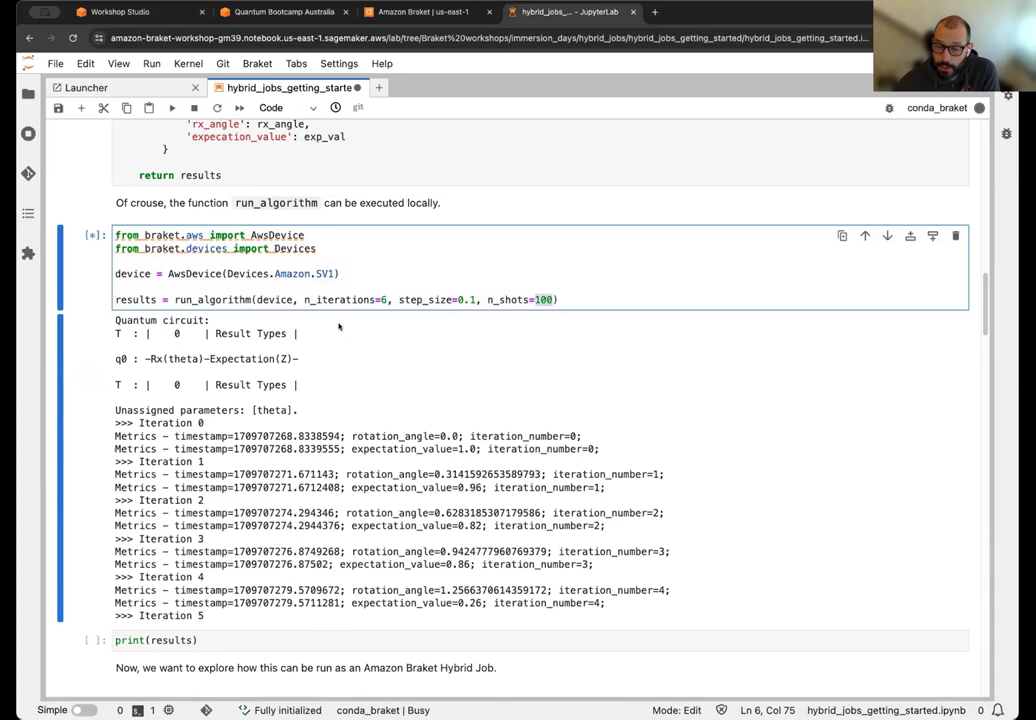 Workshop Studio
Quantum Bootcamp Australia
Amazon Braket | us-east-1
hybrid_jo... – JupyterLab
amazon-braket-workshop-gm39.notebook.us-east-1.sagemaker.aws/lab/tree/Braket%20workshops/immersion_days/hybrid_jobs/hybrid_jobs_getting_started/hybrid_jobs_getting_started.i...
File Edit View Run Kernel Git Braket Tabs Settings Help
Launcher
hybrid_jobs_getting_starte
Code
git
conda_braket
'rx_angle': rx_angle,
'expecation_value': exp_val
}
return results
Of crouse, the function run_algorithm can be executed locally.
[*]:
from braket.aws import AwsDevice
from braket.devices import Devices
device = AwsDevice(Devices.Amazon.SV1)
results = run_algorithm(device, n_iterations=6, step_size=0.1, n_shots=100)
Quantum circuit:
T : | 0 | Result Types |
q0 : -Rx(theta)-Expectation(Z)-
T : | 0 | Result Types |
Unassigned parameters: [theta].
>>> Iteration 0
Metrics - timestamp=1709707268.8338594; rotation_angle=0.0; iteration_number=0;
Metrics - timestamp=1709707268.8339555; expectation_value=1.0; iteration_number=0;
>>> Iteration 1
Metrics - timestamp=1709707271.671143; rotation_angle=0.3141592653589793; iteration_number=1;
Metrics - timestamp=1709707271.6712408; expectation_value=0.96; iteration_number=1;
>>> Iteration 2
Metrics - timestamp=1709707274.294346; rotation_angle=0.6283185307179586; iteration_number=2;
Metrics - timestamp=1709707274.2944376; expectation_value=0.82; iteration_number=2;
>>> Iteration 3
Metrics - timestamp=1709707276.8749268; rotation_angle=0.9424777960769379; iteration_number=3;
Metrics - timestamp=1709707276.87502; expectation_value=0.86; iteration_number=3;
>>> Iteration 4
Metrics - timestamp=1709707279.5709672; rotation_angle=1.2566370614359172; iteration_number=4;
Metrics - timestamp=1709707279.5711281; expectation_value=0.26; iteration_number=4;
>>> Iteration 5
[ ]:
print(results)
Now, we want to explore how this can be run as an Amazon Braket Hybrid Job.
Simple 0 1 Fully initialized conda_braket | Busy Mode: Edit Ln 6, Col 75 hybrid_jobs_getting_started.ipynb 0